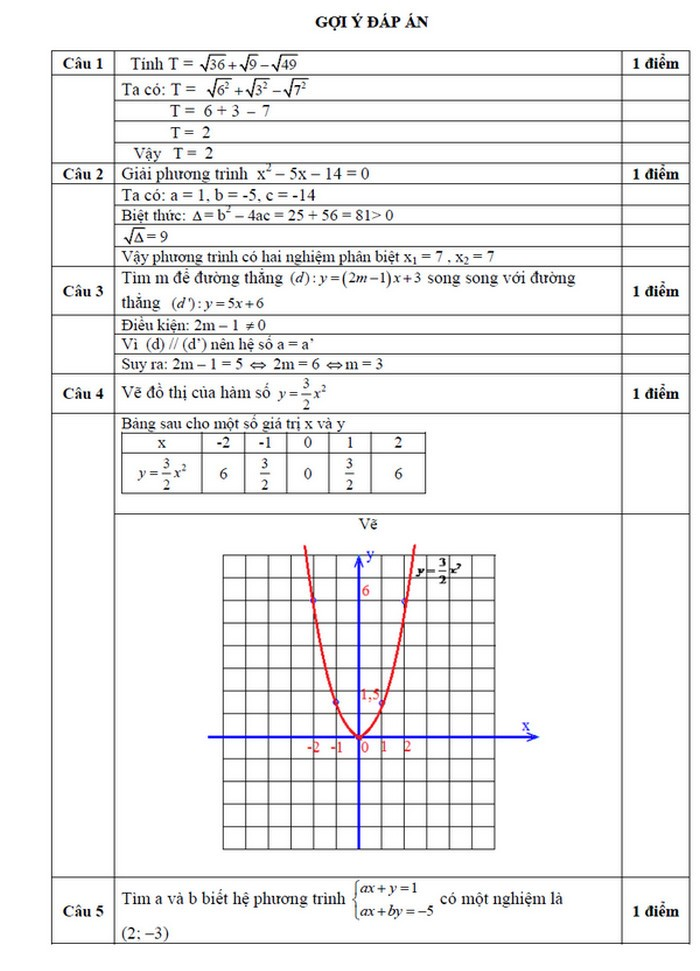 GỢI Ý ĐÁP ÁN
Câu 1 Tính T = √36 + √9 − √49 1 điểm
Ta có: T = √6² + √3² − √7²
T = 6 + 3 – 7
T = 2
Vậy T = 2
Câu 2 Giải phương trình x² – 5x – 14 = 0 1 điểm
Ta có: a = 1, b = -5, c = -14
Biệt thức: Δ = b² – 4ac = 25 + 56 = 81> 0
√Δ = 9
Vậy phương trình có hai nghiệm phân biệt x₁ = 7 , x₂ = 7
Câu 3 Tìm m để đường thẳng (d) : y = (2m −1) x + 3 song song với đường
thẳng (d') : y = 5x + 6 1 điểm
Điều kiện: 2m – 1 ≠ 0
Vì (d) // (d’) nên hệ số a = a’
Suy ra: 2m – 1 = 5 ⇔ 2m = 6 ⇔ m = 3
Câu 4 Vẽ đồ thị của hàm số y = 3/2 x² 1 điểm
Bảng sau cho một số giá trị x và y
x -2 -1 0 1 2
y = 3/2 x² 6 3/2 0 3/2 6
Vẽ
y
y = 3/2 x²
6
1,5
x
-2 -1 0 1 2
Câu 5 Tìm a và b biết hệ phương trình { ax + y = 1
ax + by = −5 có một nghiệm là 1 điểm
(2; –3)